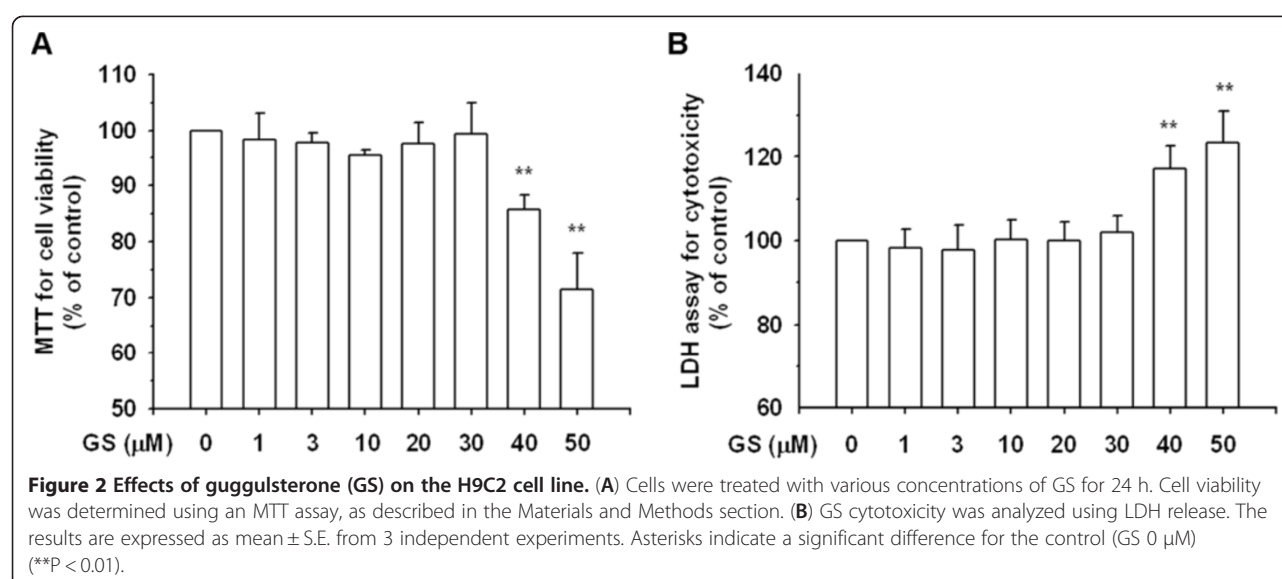 A
MTT for cell viability
(% of control)
110
100
90
80
70
60
50
**
**
GS (μM) 0 1 3 10 20 30 40 50
B
LDH assay for cytotoxicity
(% of control)
140
120
100
80
60
**
**
GS (μM) 0 1 3 10 20 30 40 50
Figure 2 Effects of guggulsterone (GS) on the H9C2 cell line. (A) Cells were treated with various concentrations of GS for 24 h. Cell viability
was determined using an MTT assay, as described in the Materials and Methods section. (B) GS cytotoxicity was analyzed using LDH release. The
results are expressed as mean ± S.E. from 3 independent experiments. Asterisks indicate a significant difference for the control (GS 0 μM)
(**P < 0.01).